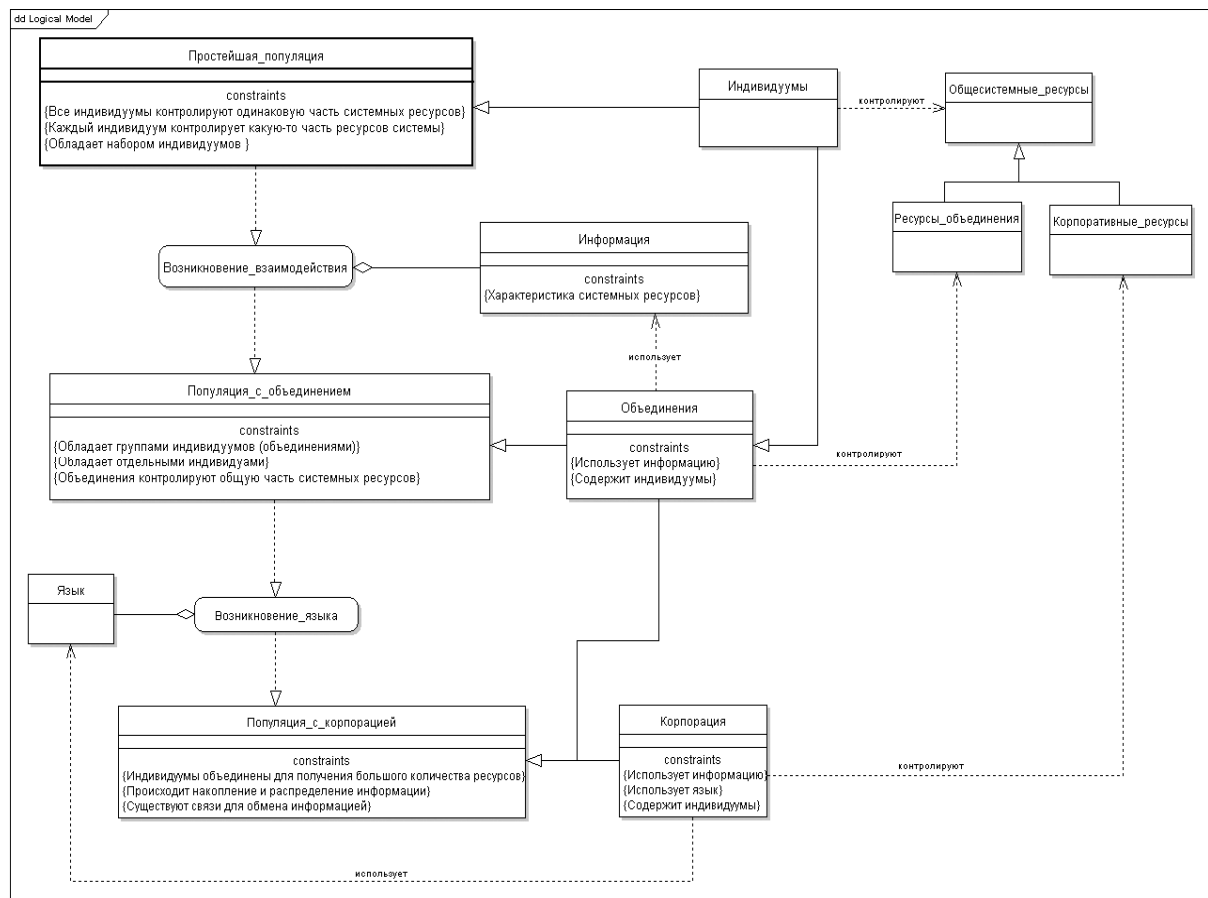 dd Logical Model
Простейшая_популяция
constraints
{Все индивидуумы контролируют одинаковую часть системных ресурсов}
{Каждый индивидуум контролирует какую-то часть ресурсов системы}
{Обладает набором индивидуумов }
Индивидуумы
контролируют
Общесистемные_ресурсы
Ресурсы_объединения
Корпоративные_ресурсы
Возникновение_взаимодействия
Информация
constraints
{Характеристика системных ресурсов}
использует
Популяция_с_объединением
constraints
{Обладает группами индивидуумов (объединениями)}
{Обладает отдельными индивидуами}
{Объединения контролируют общую часть системных ресурсов}
Объединения
constraints
{Использует информацию}
{Содержит индивидуумы}
контролируют
Язык
Возникновение_языка
Популяция_с_корпорацией
constraints
{Индивидуумы объединены для получения большого количества ресурсов}
{Происходит накопление и распределение информации}
{Существуют связи для обмена информацией}
Корпорация
constraints
{Использует информацию}
{Использует язык}
{Содержит индивидуумы}
контролируют
использует